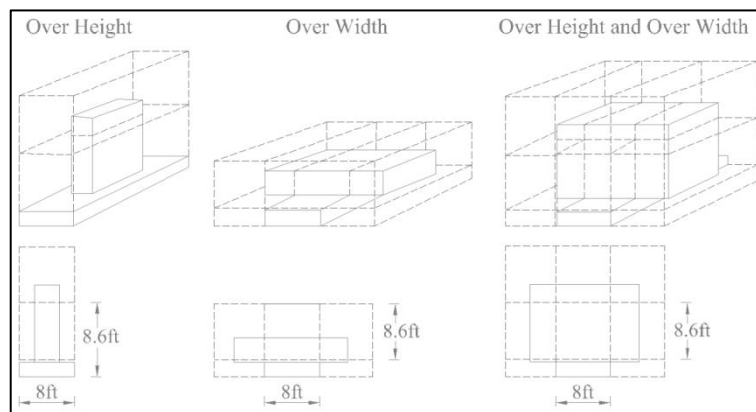 Over Height
Over Width
Over Height and Over Width
8.6ft
8ft
8.6ft
8ft
8.6ft
8ft